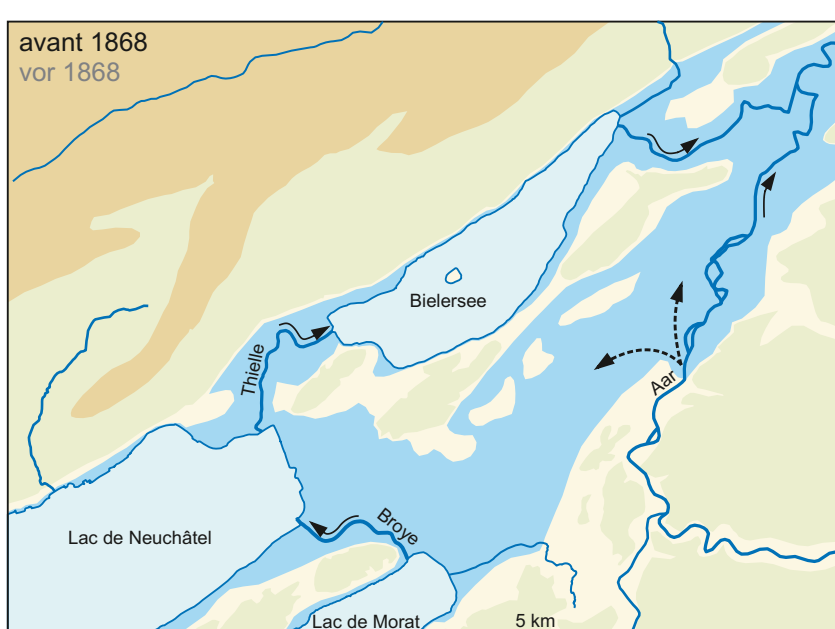 avant 1868
vor 1868
Bielersee
Thielle
Aar
Lac de Neuchâtel
Broye
Lac de Morat
5 km